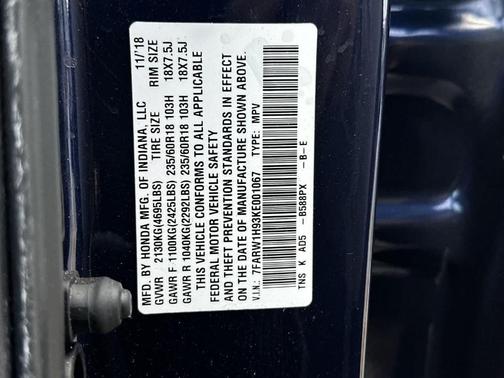 MFD. BY HONDA MFG. OF INDIANA, LLC 11/'18
GVWR 2130KG(4695LBS) TIRE SIZE RIM SIZE
GAWR F 1100KG(2425LBS) 235/60R18 103H 18X7.5J
GAWR R 1040KG(2292LBS) 235/60R18 103H 18X7.5J
THIS VEHICLE CONFORMS TO ALL APPLICABLE
FEDERAL MOTOR VEHICLE SAFETY
AND THEFT PREVENTION STANDARDS IN EFFECT
ON THE DATE OF MANUFACTURE SHOWN ABOVE.
V.I.N.: 7FARW1H93KE001067 TYPE: MPV
TNS K AD5 - B588PX - B - E